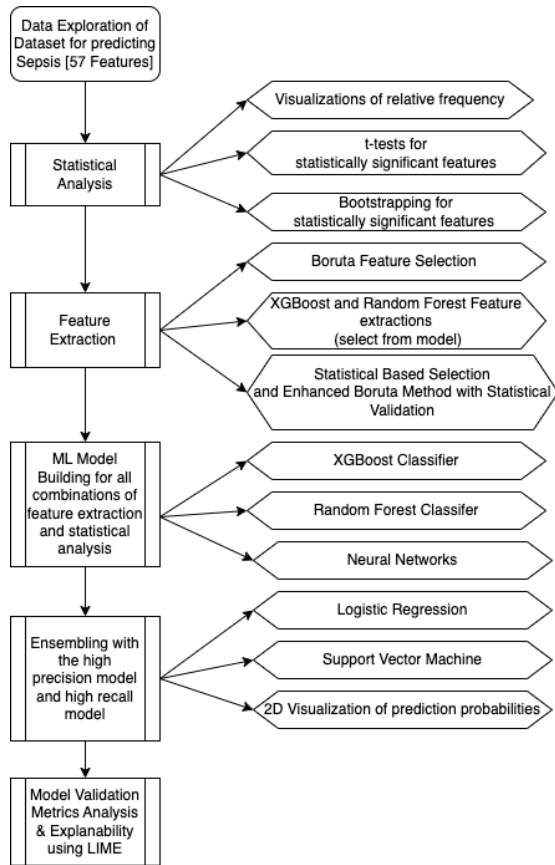 Data Exploration of
Dataset for predicting
Sepsis [57 Features]
Visualizations of relative frequency
Statistical
Analysis
t-tests for
statistically significant features
Bootstrapping for
statistically significant features
Boruta Feature Selection
Feature
Extraction
XGBoost and Random Forest Feature
extractions
(select from model)
Statistical Based Selection
and Enhanced Boruta Method with Statistical
Validation
ML Model
Building for all
combinations of
feature extraction
and statistical
analysis
XGBoost Classifier
Random Forest Classifer
Neural Networks
Ensembling with
the high
precision model
and high recall
model
Logistic Regression
Support Vector Machine
2D Visualization of prediction probabilities
Model Validation
Metrics Analysis
& Explanability
using LIME